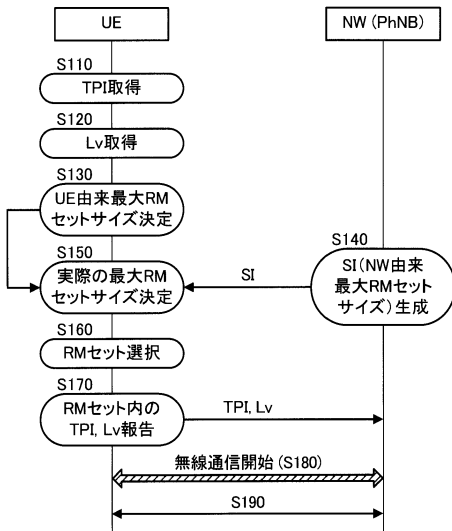 UE
NW (PhNB)
S110
TPI取得
S120
Lv取得
S130
UE由来最大RM
セットサイズ決定
S140
SI(NW由来
最大RMセット
サイズ)生成
S150
実際の最大RM
セットサイズ決定
SI
S160
RMセット選択
S170
RMセット内の
TPI, Lv報告
TPI, Lv
無線通信開始(S180)
S190